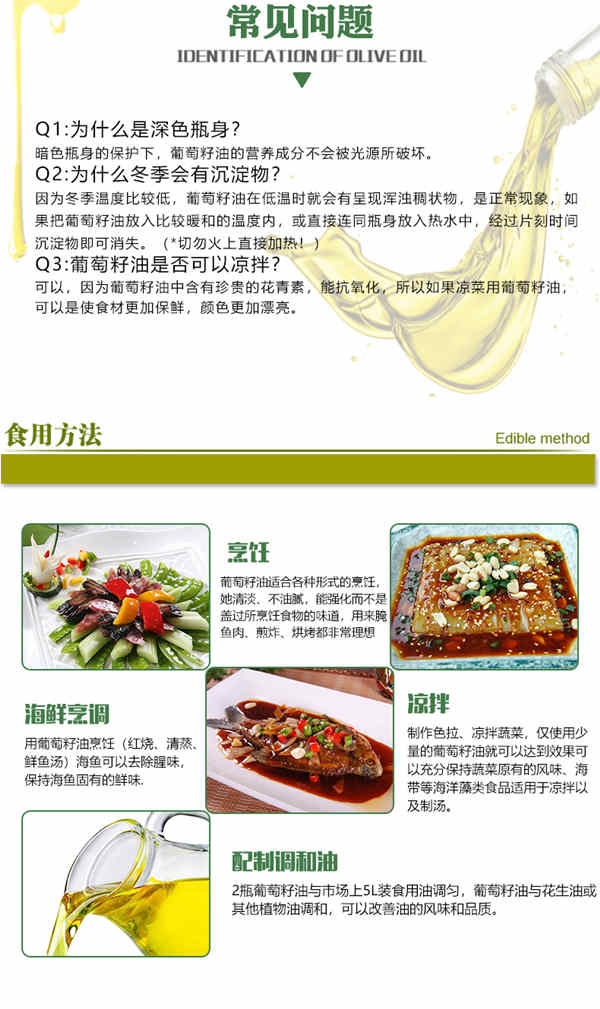 常见问题
IDENTIFICATION OF OLIVE OIL
Q1:为什么是深色瓶身?
暗色瓶身的保护下，葡萄籽油的营养成分不会被光源所破坏。
Q2:为什么冬季会有沉淀物?
因为冬季温度比较低，葡萄籽油在低温时就会有呈现浑浊稠状物，是正常现象，如
果把葡萄籽油放入比较暖和的温度内，或直接连同瓶身放入热水中，经过片刻时间
沉淀物即可消失。（*切勿火上直接加热！）
Q3:葡萄籽油是否可以凉拌?
可以，因为葡萄籽油中含有珍贵的花青素，能抗氧化，所以如果凉菜用葡萄籽油，
可以是使食材更加保鲜，颜色更加漂亮。
食用方法
Edible method
烹饪
葡萄籽油适合各种形式的烹饪，
她清淡、不油腻，能强化而不是
盖过所烹饪食物的味道，用来腌
鱼肉、煎炸、烘烤都非常理想
海鲜烹调
用葡萄籽油烹饪（红烧、清蒸、
鲜鱼汤）海鱼可以去除腥味，
保持海鱼固有的鲜味.
凉拌
制作色拉、凉拌蔬菜，仅使用少
量的葡萄籽油就可以达到效果可
以充分保持蔬菜原有的风味、海
带等海洋藻类食品适用于凉拌以
及制汤。
配制调和油
2瓶葡萄籽油与市场上5L装食用油调匀，葡萄籽油与花生油或
其他植物油调和，可以改善油的风味和品质。